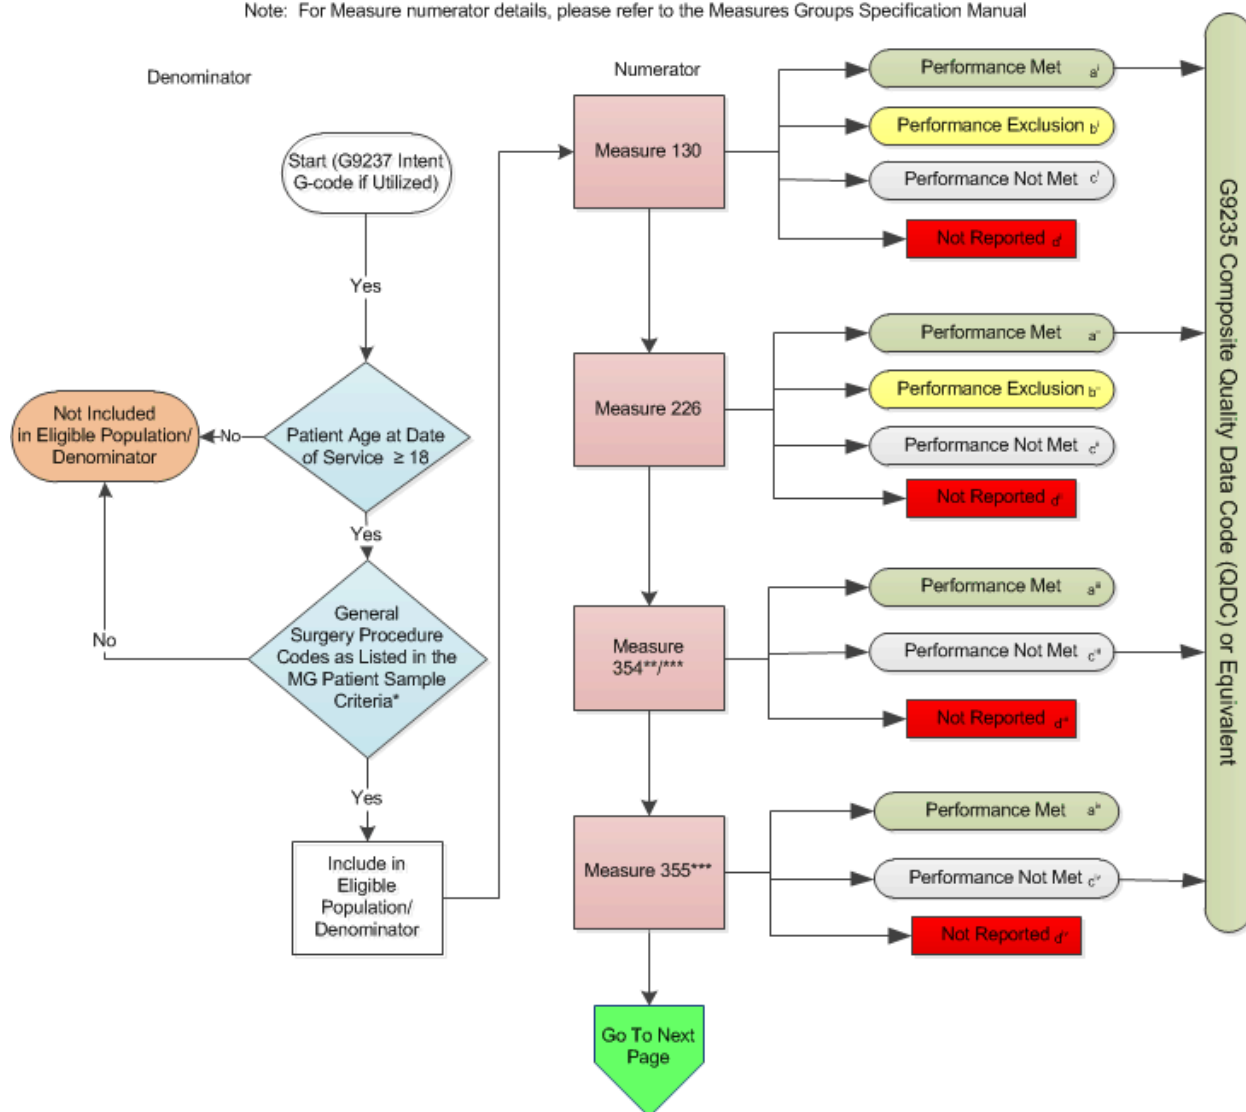 Note: For Measure numerator details, please refer to the Measures Groups Specification Manual
Denominator
Numerator
Start (G9237 Intent
G-code if Utilized)
Yes
Patient Age at Date
of Service ≥ 18
No
Not Included
in Eligible Population/
Denominator
Yes
General
Surgery Procedure
Codes as Listed in the
MG Patient Sample
Criteria*
No
Yes
Include in
Eligible
Population/
Denominator
Measure 130
Performance Met a
Performance Exclusion b
Performance Not Met c
Not Reported d
Measure 226
Performance Met a
Performance Exclusion b
Performance Not Met c
Not Reported d
Measure
354**/***
Performance Met a
Performance Not Met c
Not Reported d
Measure 355***
Performance Met a
Performance Not Met c
Not Reported d
Go To Next
Page
G9235 Composite Quality Data Code (QDC) or Equivalent